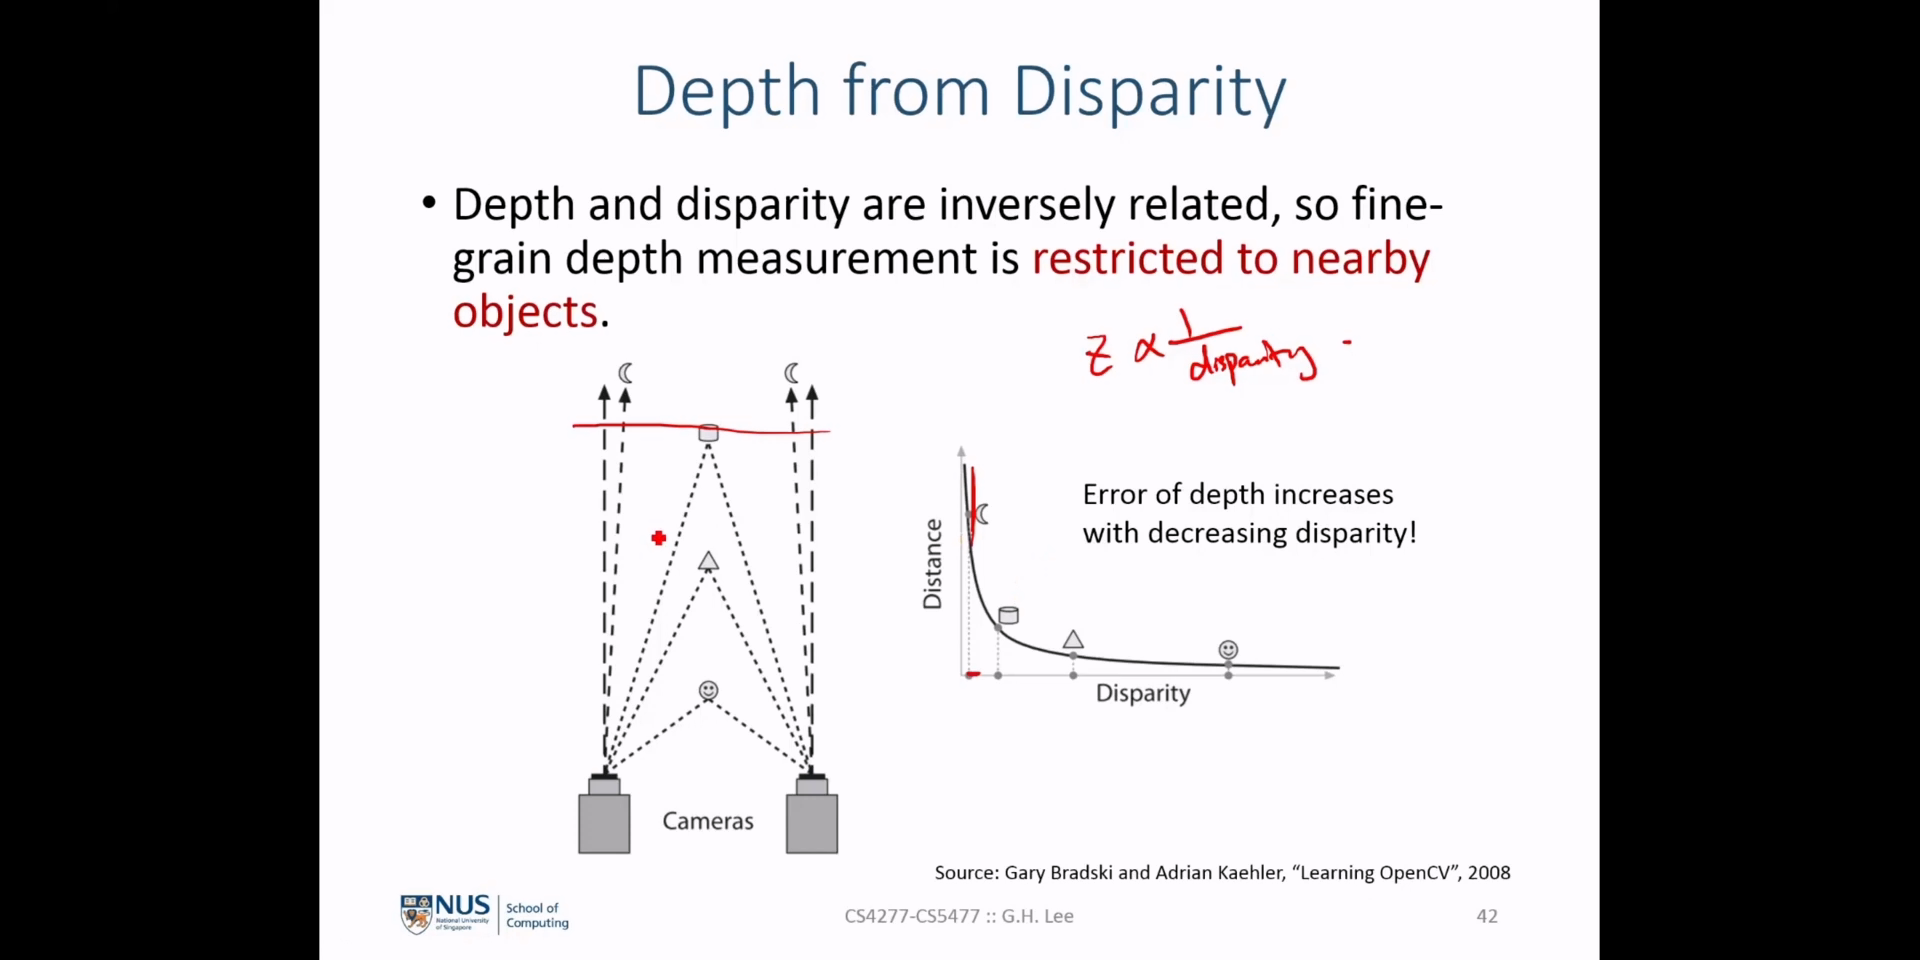 Depth from Disparity
• Depth and disparity are inversely related, so fine-
grain depth measurement is restricted to nearby
objects.
Z ∝ 1/disparity
Error of depth increases
with decreasing disparity!
Distance
Disparity
Cameras
Source: Gary Bradski and Adrian Kaehler, “Learning OpenCV”, 2008
NUS
National University
of Singapore
School of
Computing
CS4277-CS5477 :: G.H. Lee
42